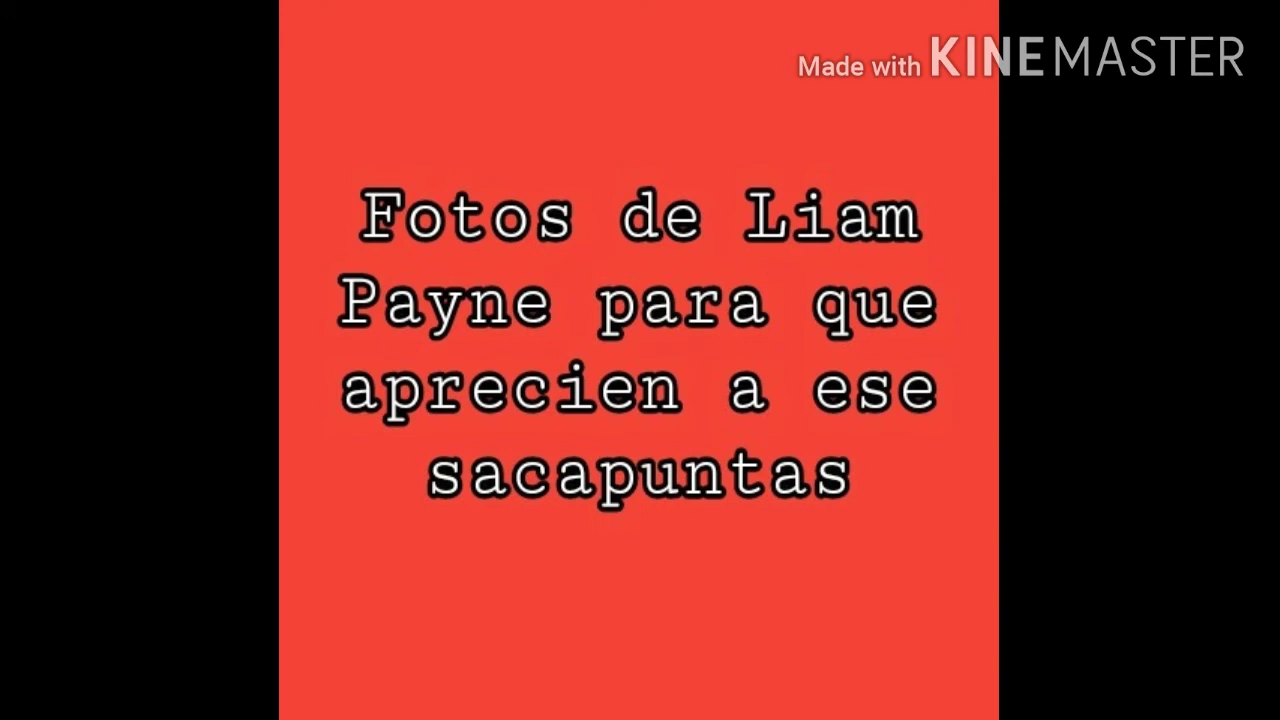 Made with KINEMASTER
Fotos de Liam
Payne para que
aprecien a ese
sacapuntas